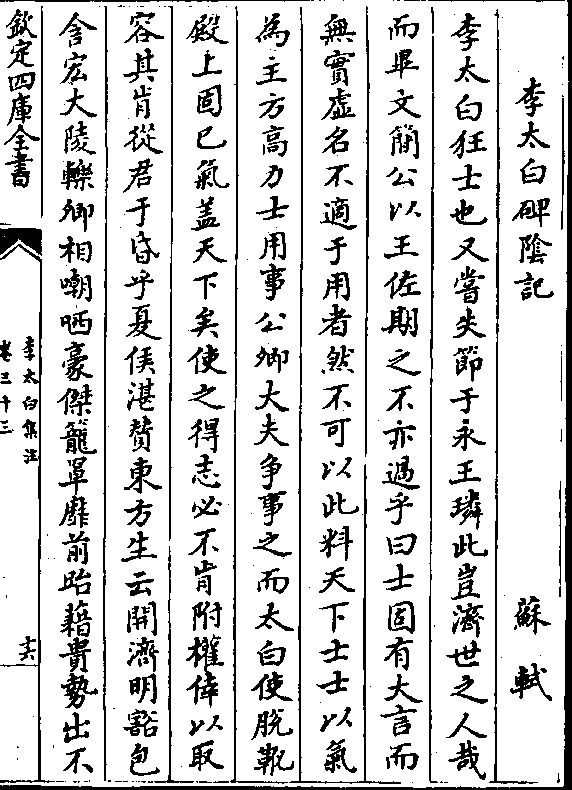 李太白碑隂記
蘇軾
李太白狂士也又嘗失節于永王璘此豈濟世之人哉
而畢文簡公以王佐期之不亦過乎曰士固有大言而
無實虚名不適于用者然不可以此料天下士士以氣
為主方高力士用事公卿大夫争事之而太白使脱靴
殿上固已氣蓋天下矣使之得志必不肯附權倖以取
容其肯從君于昏乎夏侯湛贊東方生云開濟明豁包
含宏大陵轢卿相嘲哂豪傑籠罩靡前跆藉貴勢出不
欽定四庫全書
李太白集注
卷三十三